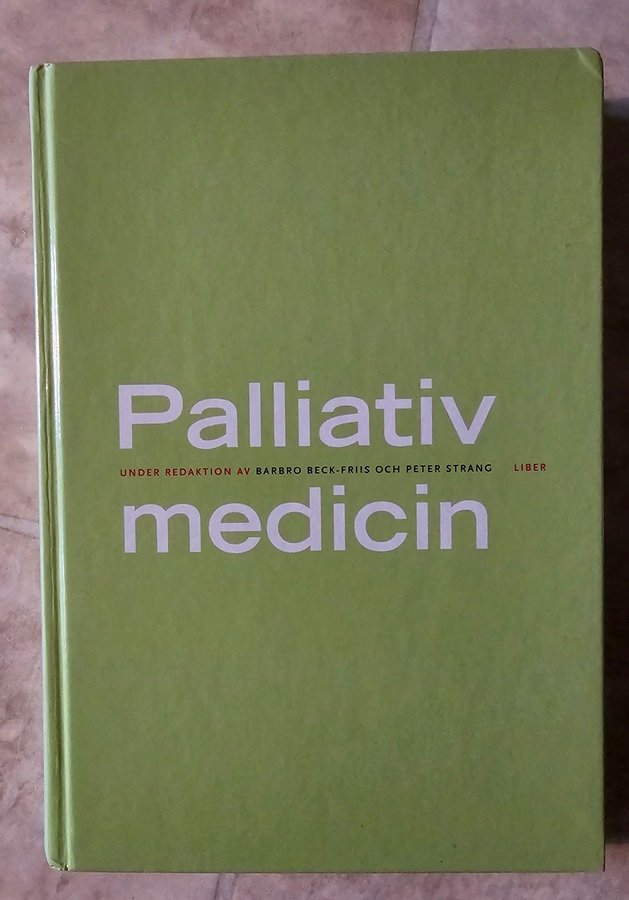 Palliativ
UNDER REDAKTION AV BARBRO BECK-FRIIS OCH PETER STRANG LIBER
medicin